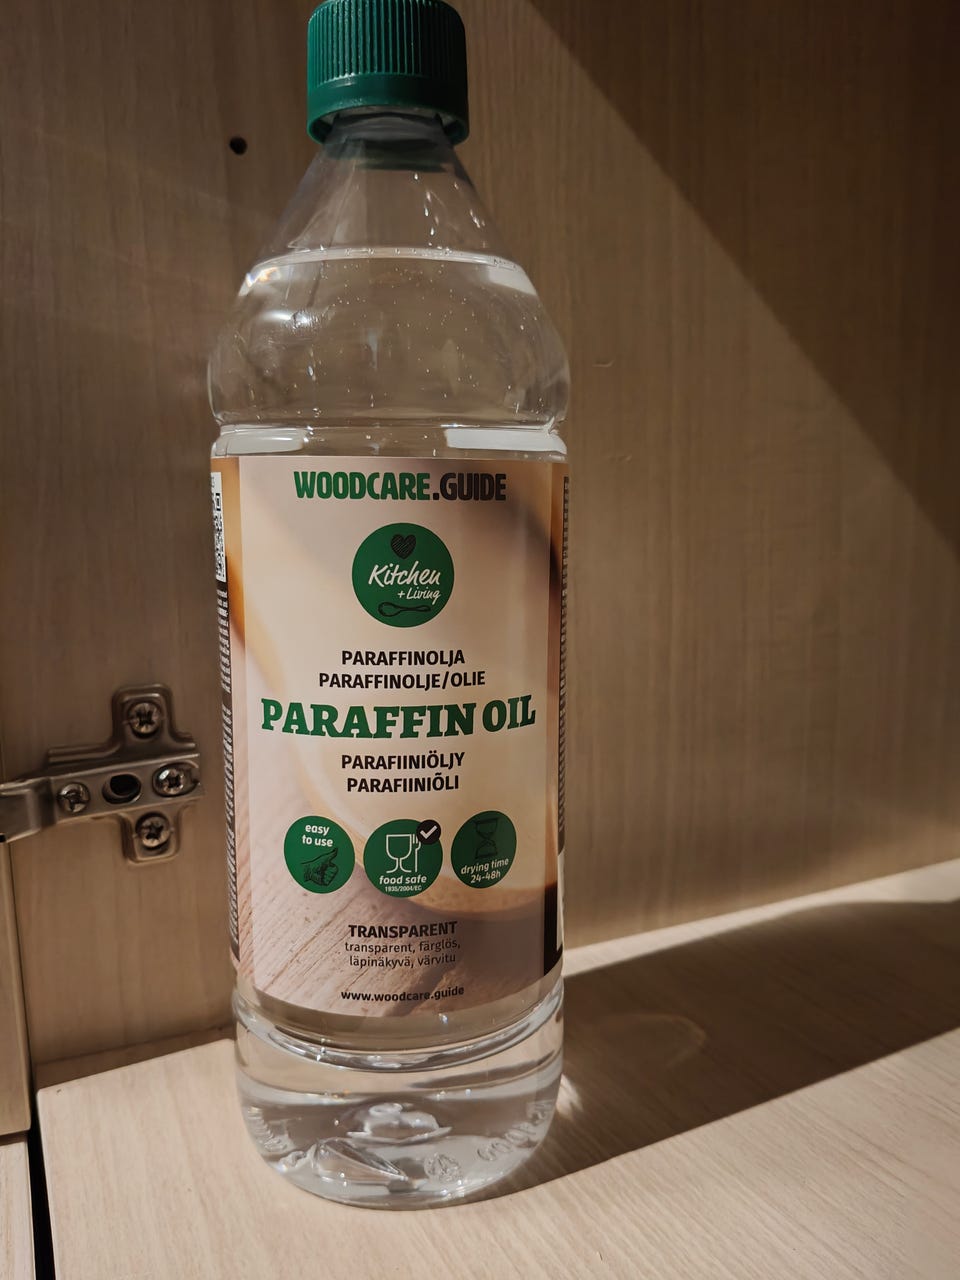 WOODCARE.GUIDE
Kitchen
+ Living
PARAFFINOLJA
PARAFFINOLJE/OLIE
PARAFFIN OIL
PARAFIINIÖLJY
PARAFIINIÕLI
easy
to use
food safe
1935/2004/EC
drying time
24-48h
TRANSPARENT
transparent, färglös,
läpinäkyvä, värvitu
www.woodcare.guide